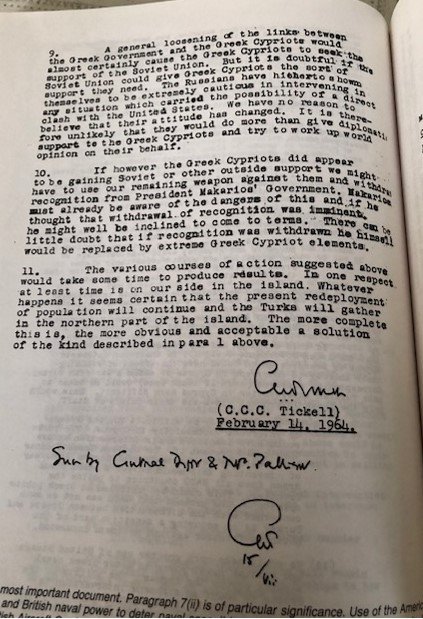 9. A general loosening of the links between
the Greek Government and the Greek Cypriots would
almost certainly cause the Greek Cypriots to seek the
support of the Soviet Union. But it is doubtful if the
Soviet Union could give Greek Cypriots the sort of
support they need. The Russians have hitherto shown
themselves to be extremely cautious in intervening in
any situation which carried the possibility of a direct
clash with the United States. We have no reason to
believe that their attitude has changed. It is there-
fore unlikely that they would do more than give diplomati
support to the Greek Cypriots and try to work up world
opinion on their behalf.
10. If however the Greek Cypriots did appear
to be gaining Soviet or other outside support we might
have to use our remaining weapon against them and withdraw
recognition from President Makarios' Government. Makarios
must already be aware of the dangers of this and if he
thought that withdrawal of recognition was imminent
he might well be inclined to come to terms. There can be
little doubt that if recognition was withdrawn he himself
would be replaced by extreme Greek Cypriot elements.
11. The various courses of action suggested above
would take some time to produce results. In one respect
at least time is on our side in the island. Whatever
happens it seems certain that the present redeployment
of population will continue and the Turks will gather
in the northern part of the island. The more complete
this is, the more obvious and acceptable a solution
of the kind described in para 1 above.
(C.C.C. Tickell)
February 14, 1964.
Seen by Central Dept & Mr.
15/vii
most important document. Paragraph 7(ii) is of particular significance. Use of the Americ
and British naval power to deter naval